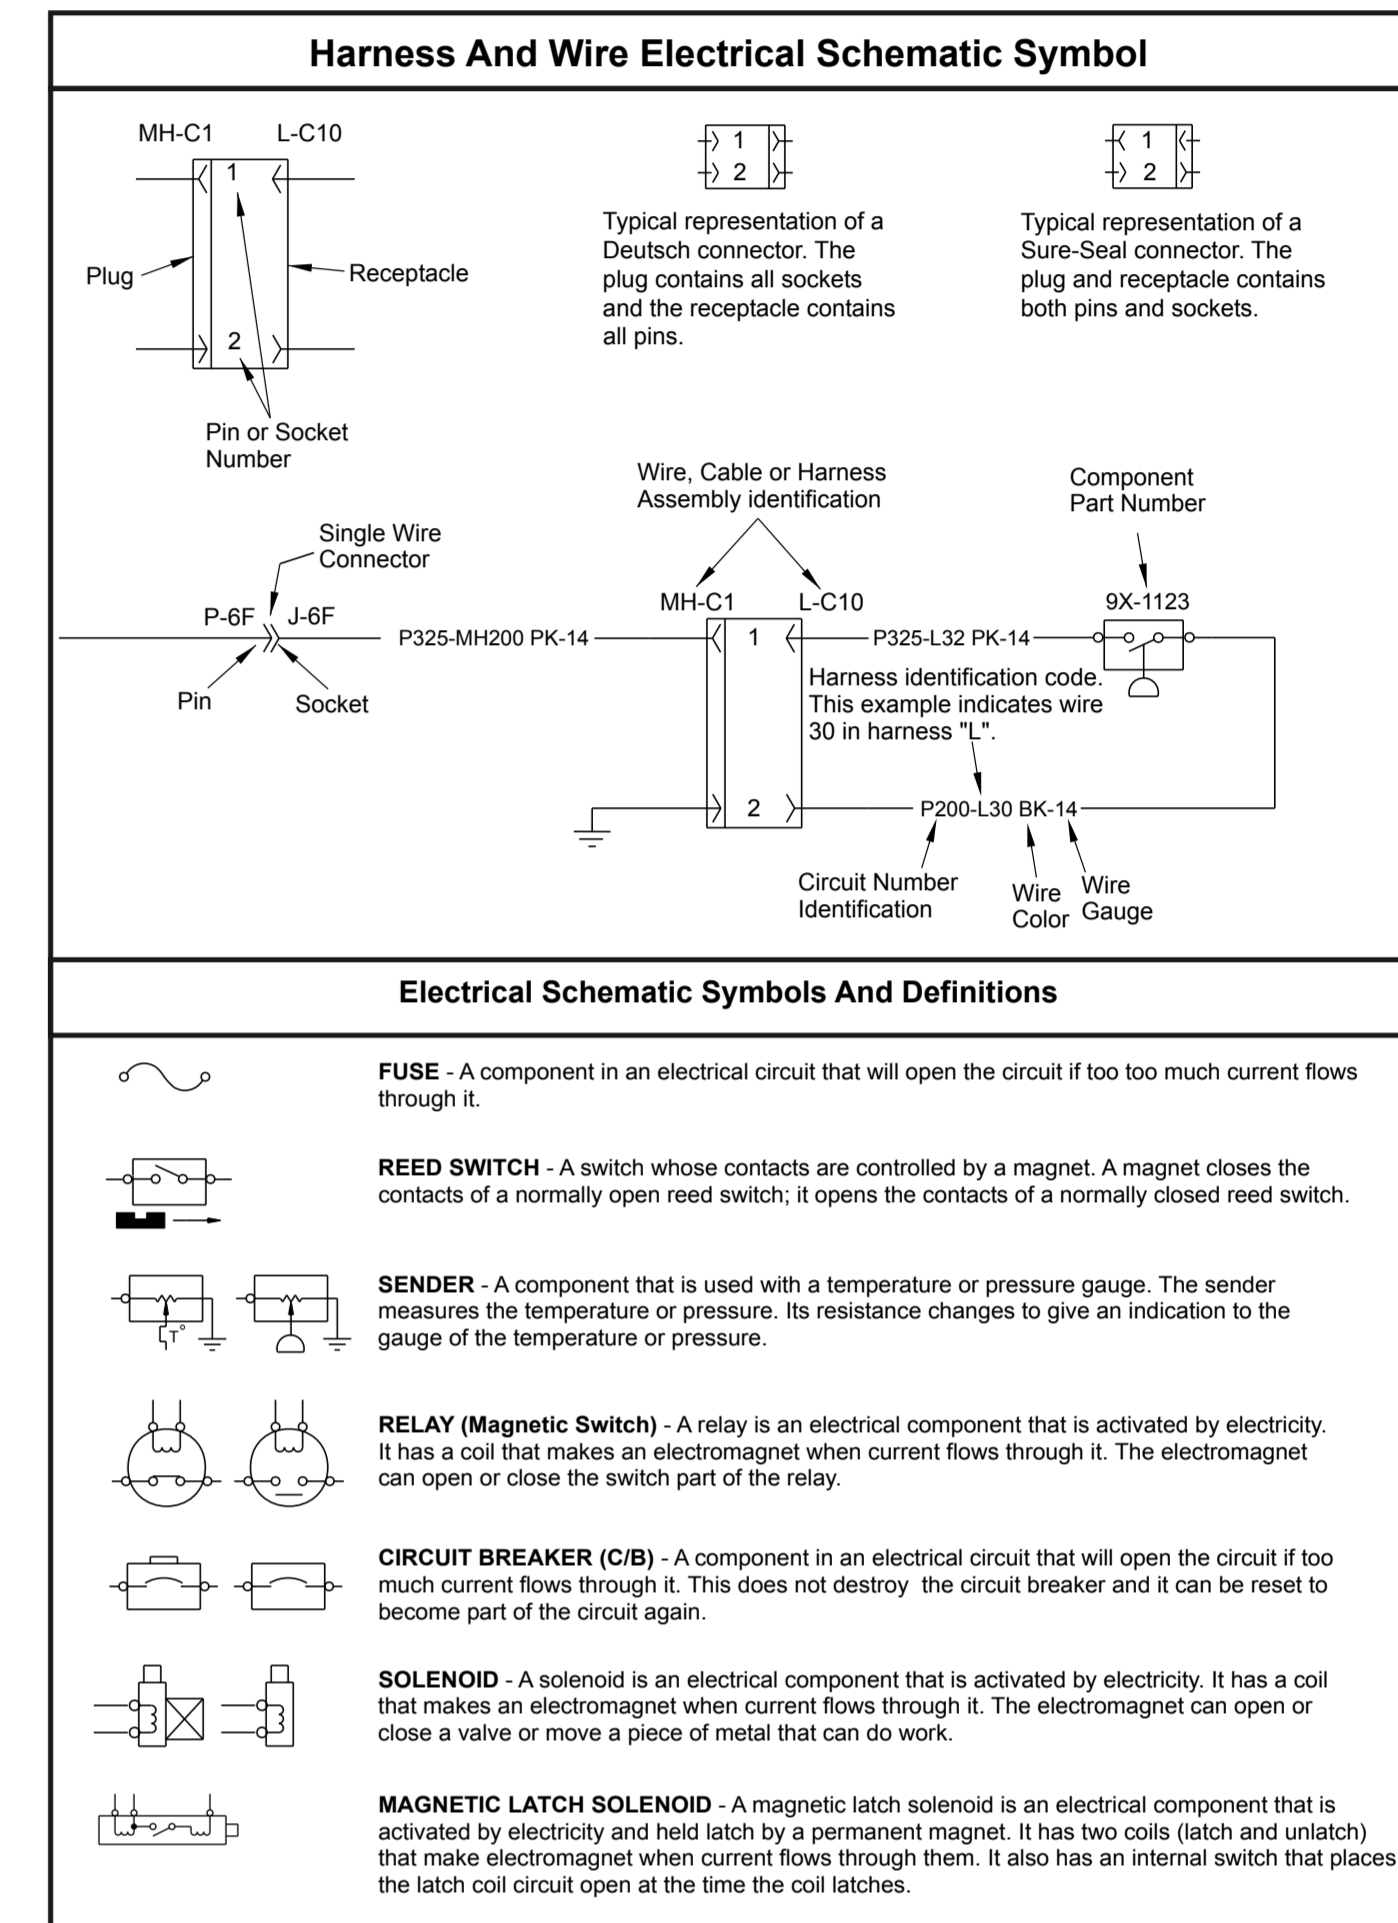 Harness And Wire Electrical Schematic Symbol
MH-C1 L-C10
1
2
Plug
Receptacle
Pin or Socket
Number
1
2
Typical representation of a
Deutsch connector. The
plug contains all sockets
and the receptacle contains
all pins.
1
2
Typical representation of a
Sure-Seal connector. The
plug and receptacle contains
both pins and sockets.
Wire, Cable or Harness
Assembly identification
Component
Part Number
Single Wire
Connector
P-6F J-6F
Pin
Socket
P325-MH200 PK-14
MH-C1 L-C10
1
2
P325-L32 PK-14
9X-1123
Harness identification code.
This example indicates wire
30 in harness "L".
P200-L30 BK-14
Circuit Number
Identification
Wire
Color
Wire
Gauge
Electrical Schematic Symbols And Definitions
FUSE - A component in an electrical circuit that will open the circuit if too too much current flows
through it.
REED SWITCH - A switch whose contacts are controlled by a magnet. A magnet closes the
contacts of a normally open reed switch; it opens the contacts of a normally closed reed switch.
T°
SENDER - A component that is used with a temperature or pressure gauge. The sender
measures the temperature or pressure. Its resistance changes to give an indication to the
gauge of the temperature or pressure.
RELAY (Magnetic Switch) - A relay is an electrical component that is activated by electricity.
It has a coil that makes an electromagnet when current flows through it. The electromagnet
can open or close the switch part of the relay.
CIRCUIT BREAKER (C/B) - A component in an electrical circuit that will open the circuit if too
much current flows through it. This does not destroy the circuit breaker and it can be reset to
become part of the circuit again.
SOLENOID - A solenoid is an electrical component that is activated by electricity. It has a coil
that makes an electromagnet when current flows through it. The electromagnet can open or
close a valve or move a piece of metal that can do work.
MAGNETIC LATCH SOLENOID - A magnetic latch solenoid is an electrical component that is
activated by electricity and held latch by a permanent magnet. It has two coils (latch and unlatch)
that make electromagnet when current flows through them. It also has an internal switch that places
the latch coil circuit open at the time the coil latches.